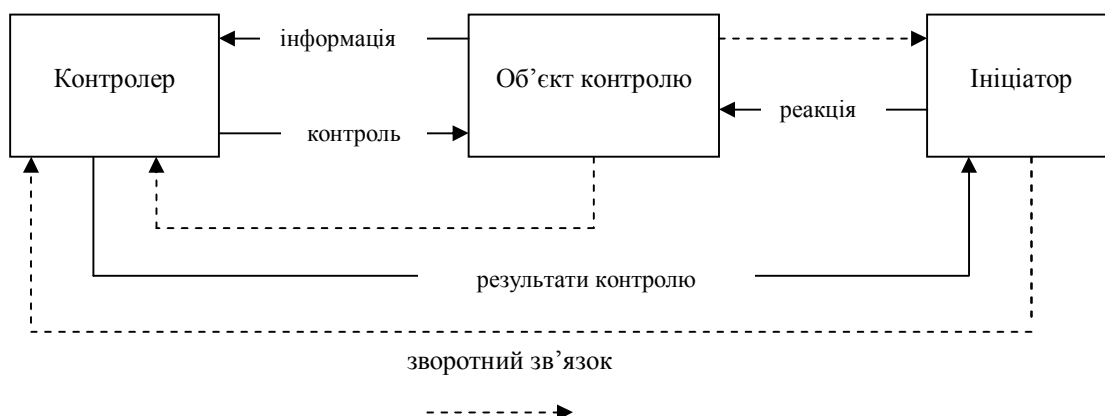 інформація
Контролер
Об’єкт контролю
Ініціатор
реакція
контроль
результати контролю
зворотний зв’язок